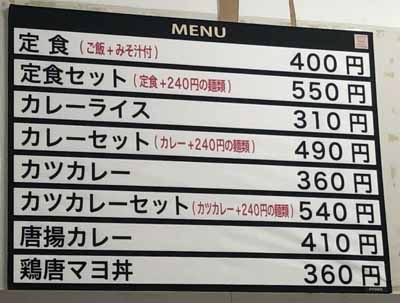 MENU
定食(ご飯+みそ汁付) 400円
定食セット(定食+240円の麺類) 550円
カレーライス 310円
カレーセット(カレー+240円の麺類) 490円
カツカレー 360円
カツカレーセット(カツカレー+240円の麺類) 540円
唐揚カレー 410円
鶏唐マヨ丼 360円